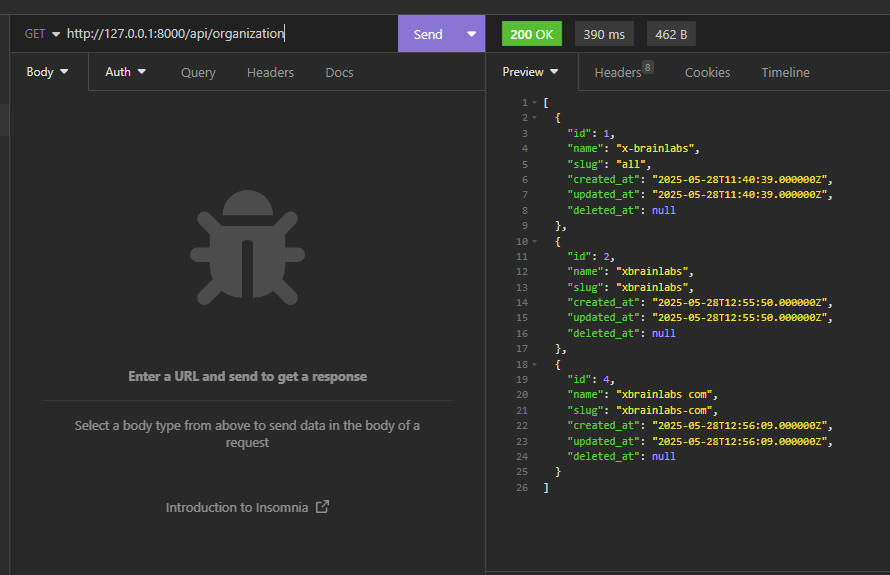 GET http://127.0.0.1:8000/api/organization Send 200 OK 390 ms 462 B
Body Auth Query Headers Docs Preview Headers 8 Cookies Timeline
1 [
2 {
3 "id": 1,
4 "name": "x-brainlabs",
5 "slug": "all",
6 "created_at": "2025-05-28T11:40:39.000000Z",
7 "updated_at": "2025-05-28T11:40:39.000000Z",
8 "deleted_at": null
9 },
10 {
11 "id": 2,
12 "name": "xbrainlabs",
13 "slug": "xbrainlabs",
14 "created_at": "2025-05-28T12:55:50.000000Z",
15 "updated_at": "2025-05-28T12:55:50.000000Z",
16 "deleted_at": null
17 },
18 {
19 "id": 4,
20 "name": "xbrainlabs com",
21 "slug": "xbrainlabs-com",
22 "created_at": "2025-05-28T12:56:09.000000Z",
23 "updated_at": "2025-05-28T12:56:09.000000Z",
24 "deleted_at": null
25 }
26 ]
Enter a URL and send to get a response
Select a body type from above to send data in the body of a
request
Introduction to Insomnia